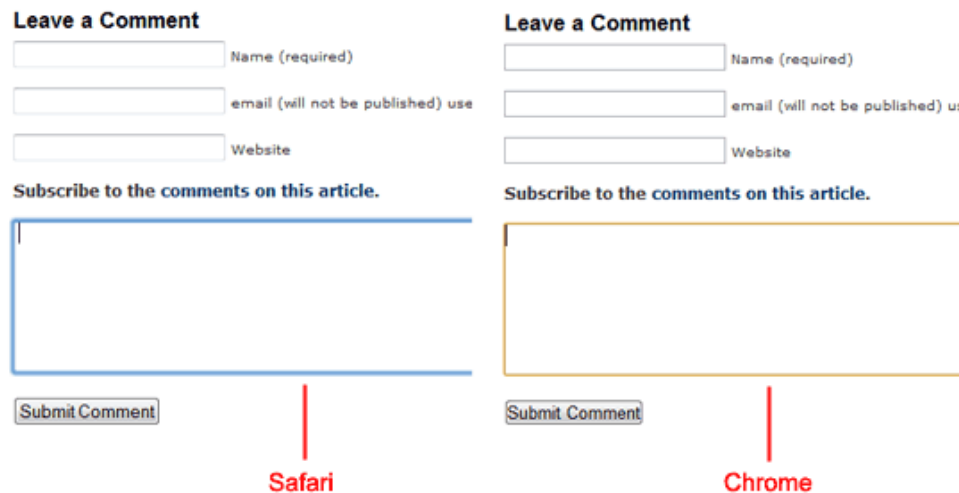 Leave a Comment
Name (required)
email (will not be published) use
Website
Subscribe to the comments on this article.
Submit Comment
Safari
Leave a Comment
Name (required)
email (will not be published) us
Website
Subscribe to the comments on this article.
Submit Comment
Chrome